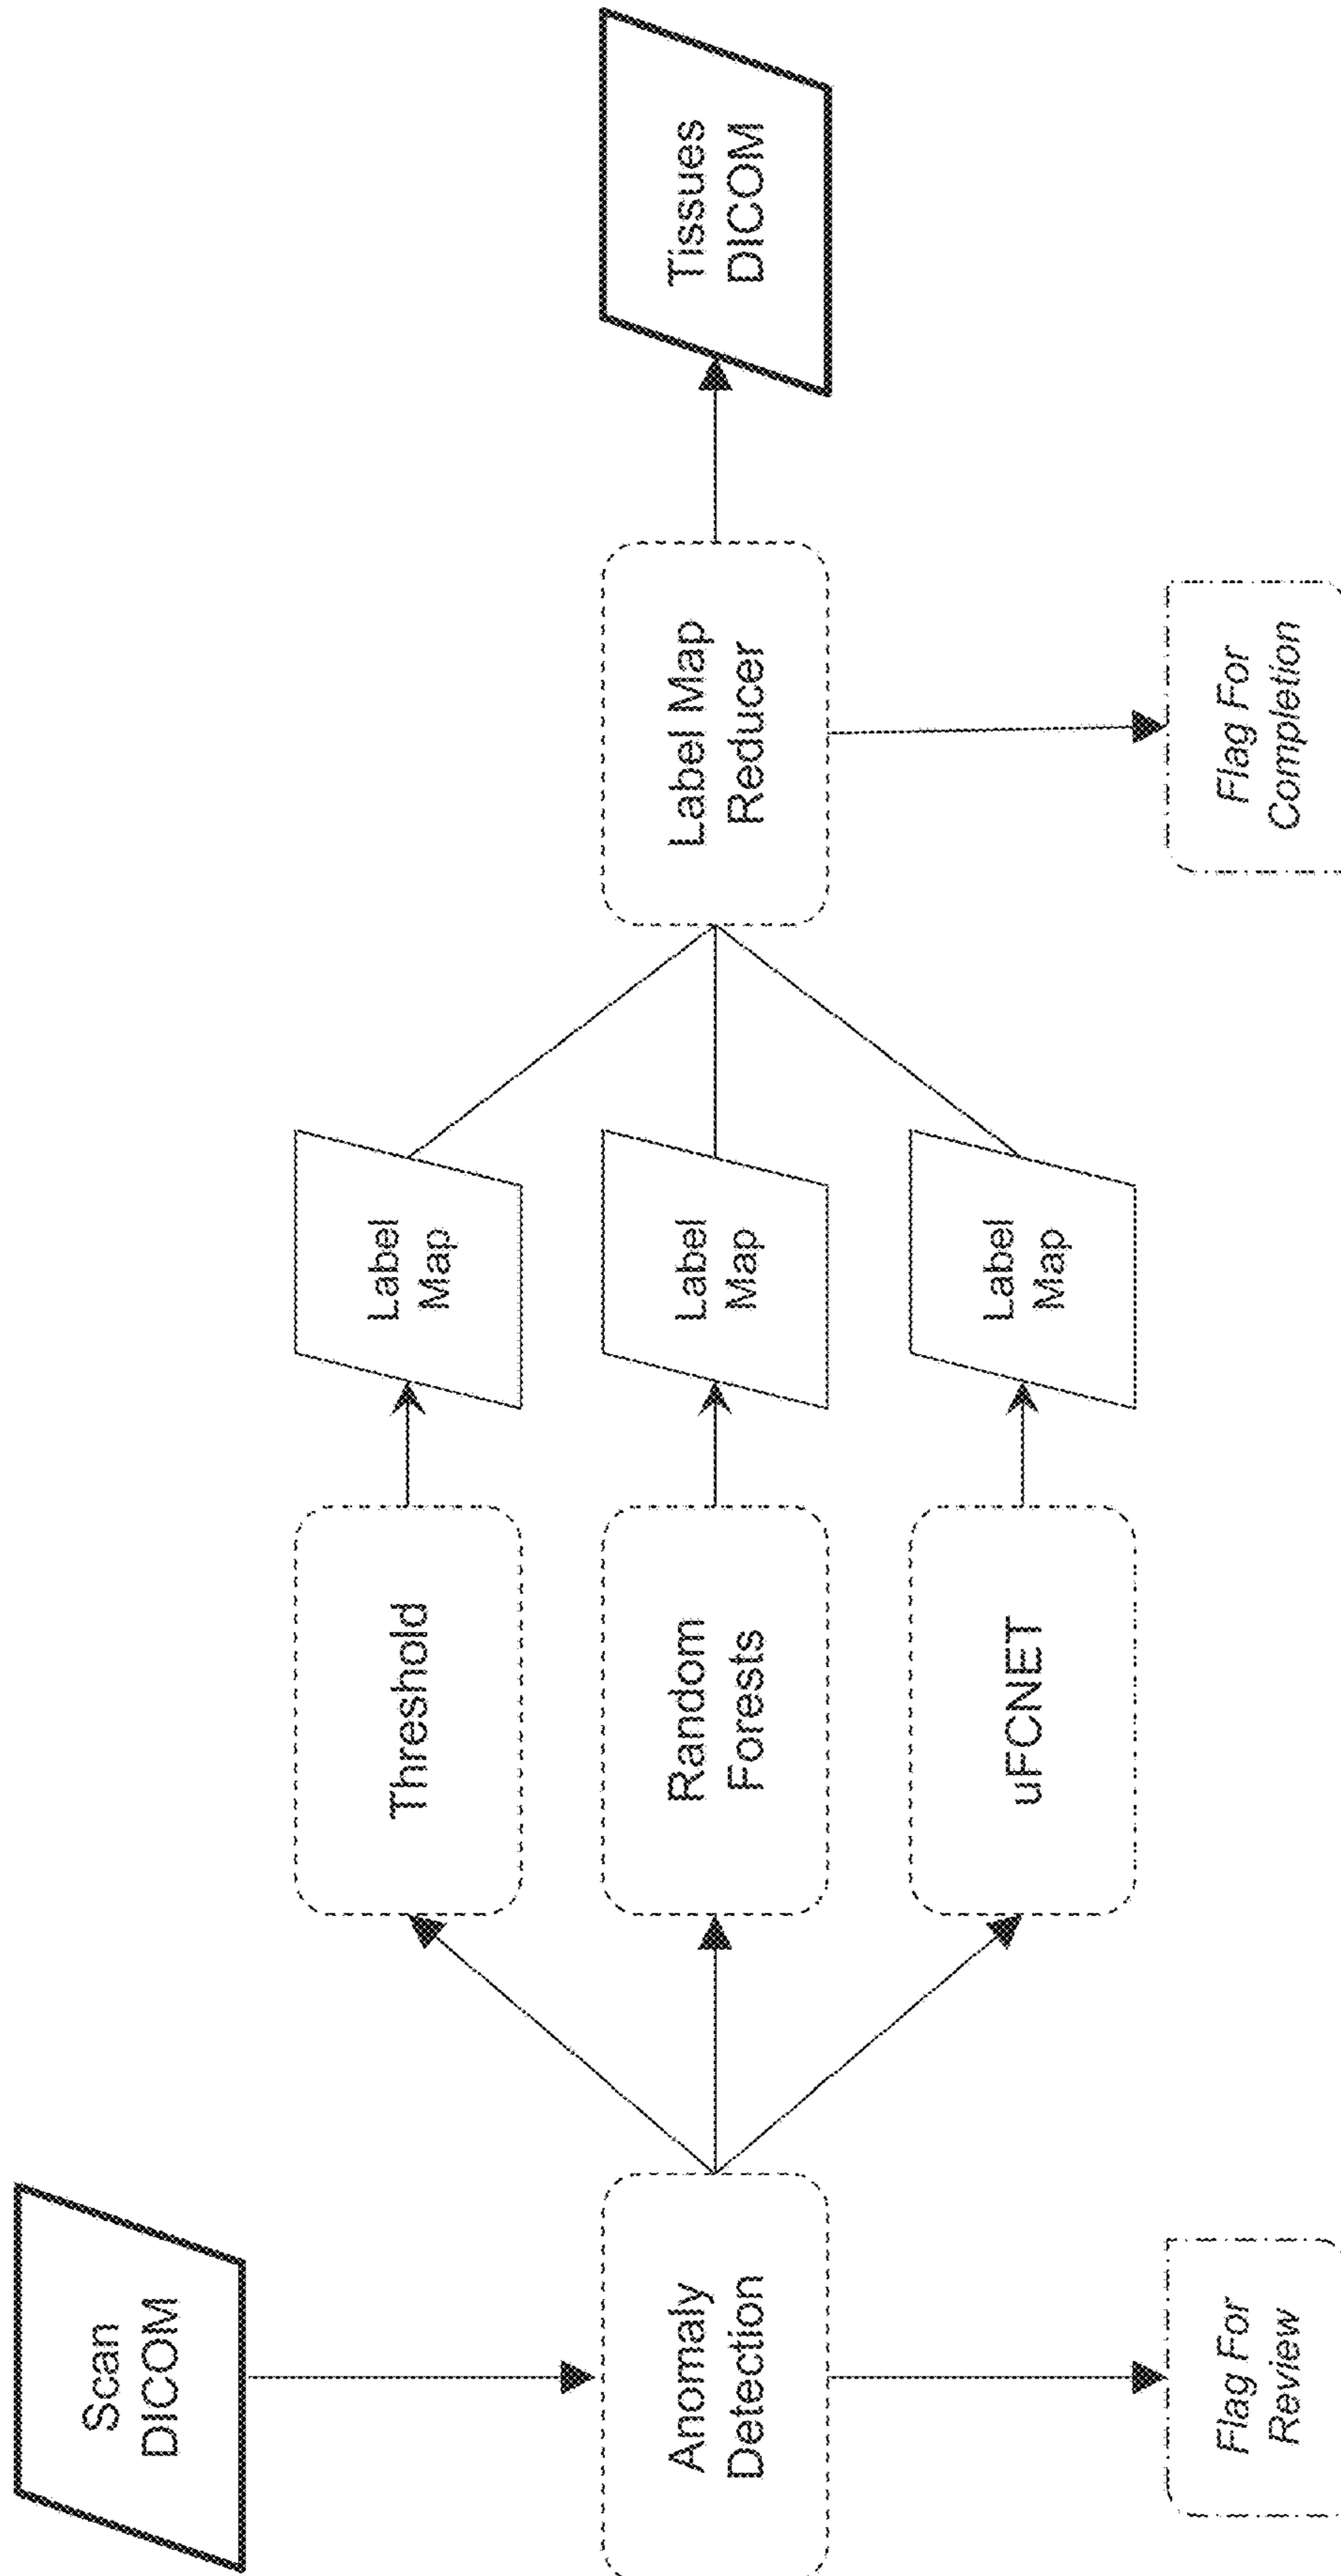 Scan
DICOM
Anomaly
Detection
Flag For
Review
Threshold
Random
Forests
uFCNET
Label
Map
Label
Map
Label
Map
Label Map
Reducer
Flag For
Completion
Tissues
DICOM